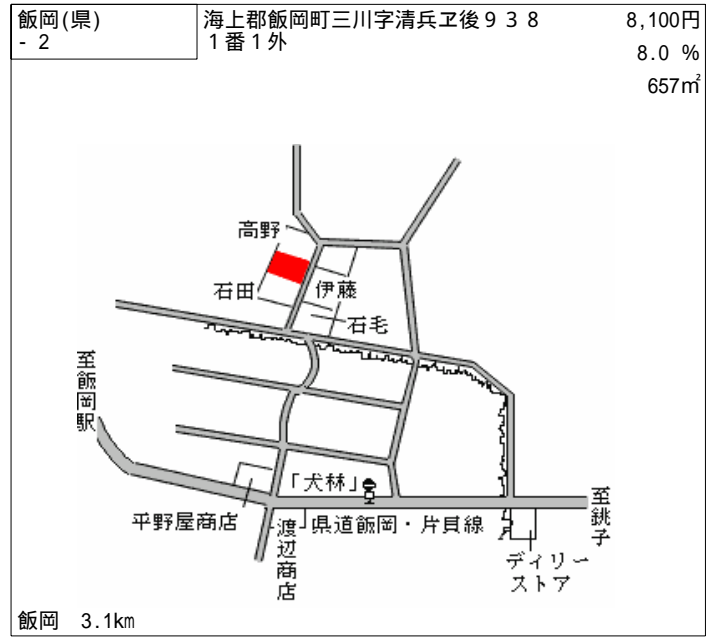 飯岡(県)
- 2
海上郡飯岡町三川字清兵ヱ後９３８
１番１外
8,100円
8.0 %
657㎡
高野
石田
伊藤
石毛
至飯岡駅
「犬林」
平野屋商店
渡辺商店
県道飯岡・片貝線
至銚子
デイリーストア
飯岡 3.1km